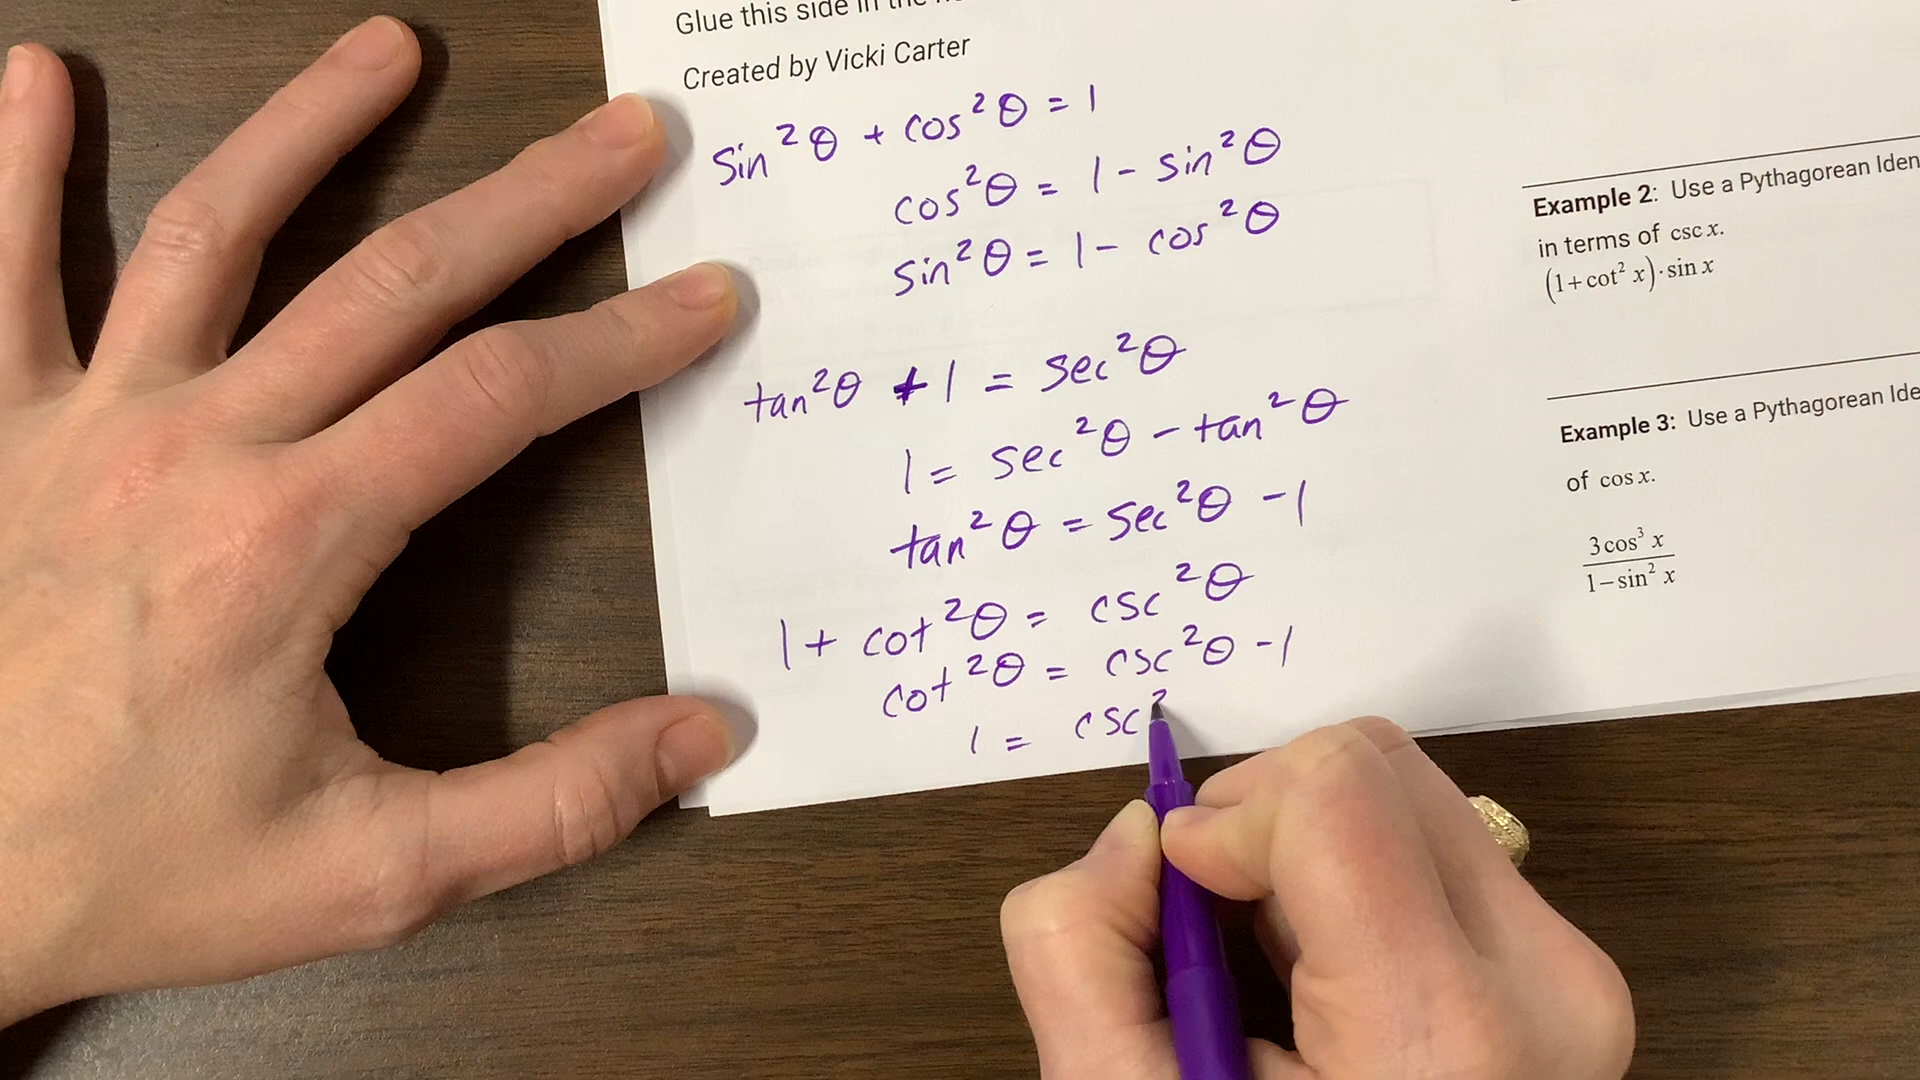 Glue this side in the
Created by Vicki Carter
sin²θ + cos²θ = 1
cos²θ = 1 - sin²θ
sin²θ = 1 - cos²θ
tan²θ + 1 = sec²θ
1 = sec²θ - tan²θ
tan²θ = sec²θ - 1
1 + cot²θ = csc²θ
cot²θ = csc²θ - 1
1 = csc²
Example 2: Use a Pythagorean Iden
in terms of csc x.
(1+cot² x)·sin x
Example 3: Use a Pythagorean Ide
of cos x.
3cos³ x
1−sin² x